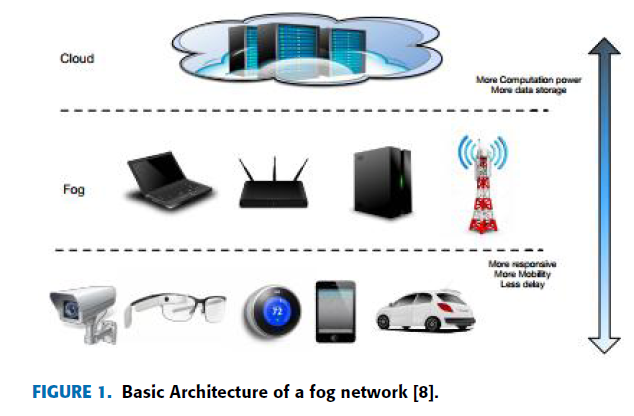 Cloud
More Computation power
More data storage
Fog
More responsive
More Mobility
Less delay
72
FIGURE 1. Basic Architecture of a fog network [8].